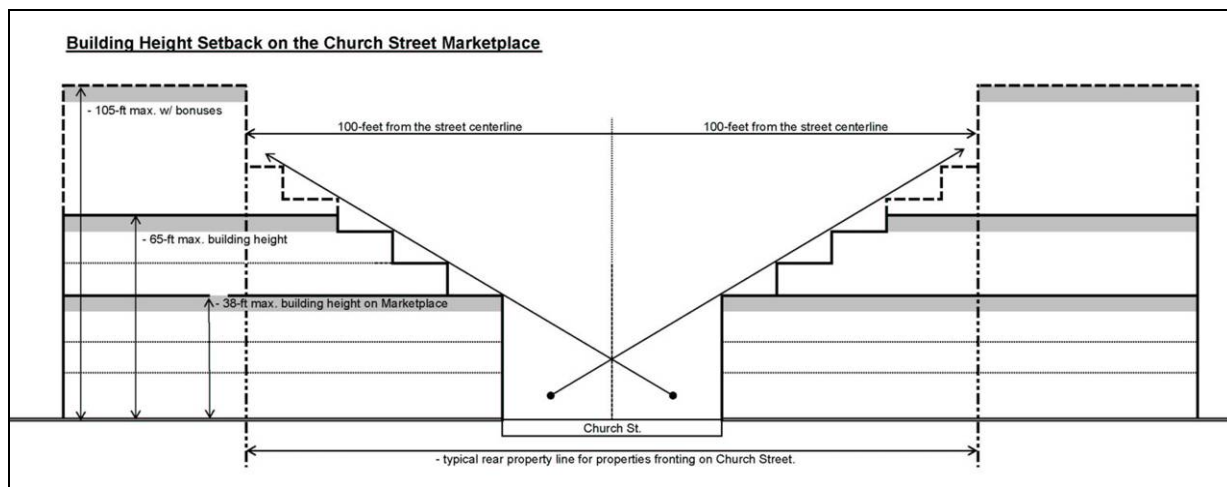 Building Height Setback on the Church Street Marketplace
- 105-ft max. w/ bonuses
100-feet from the street centerline
100-feet from the street centerline
- 65-ft max. building height
- 38-ft max. building height on Marketplace
Church St.
- typical rear property line for properties fronting on Church Street.